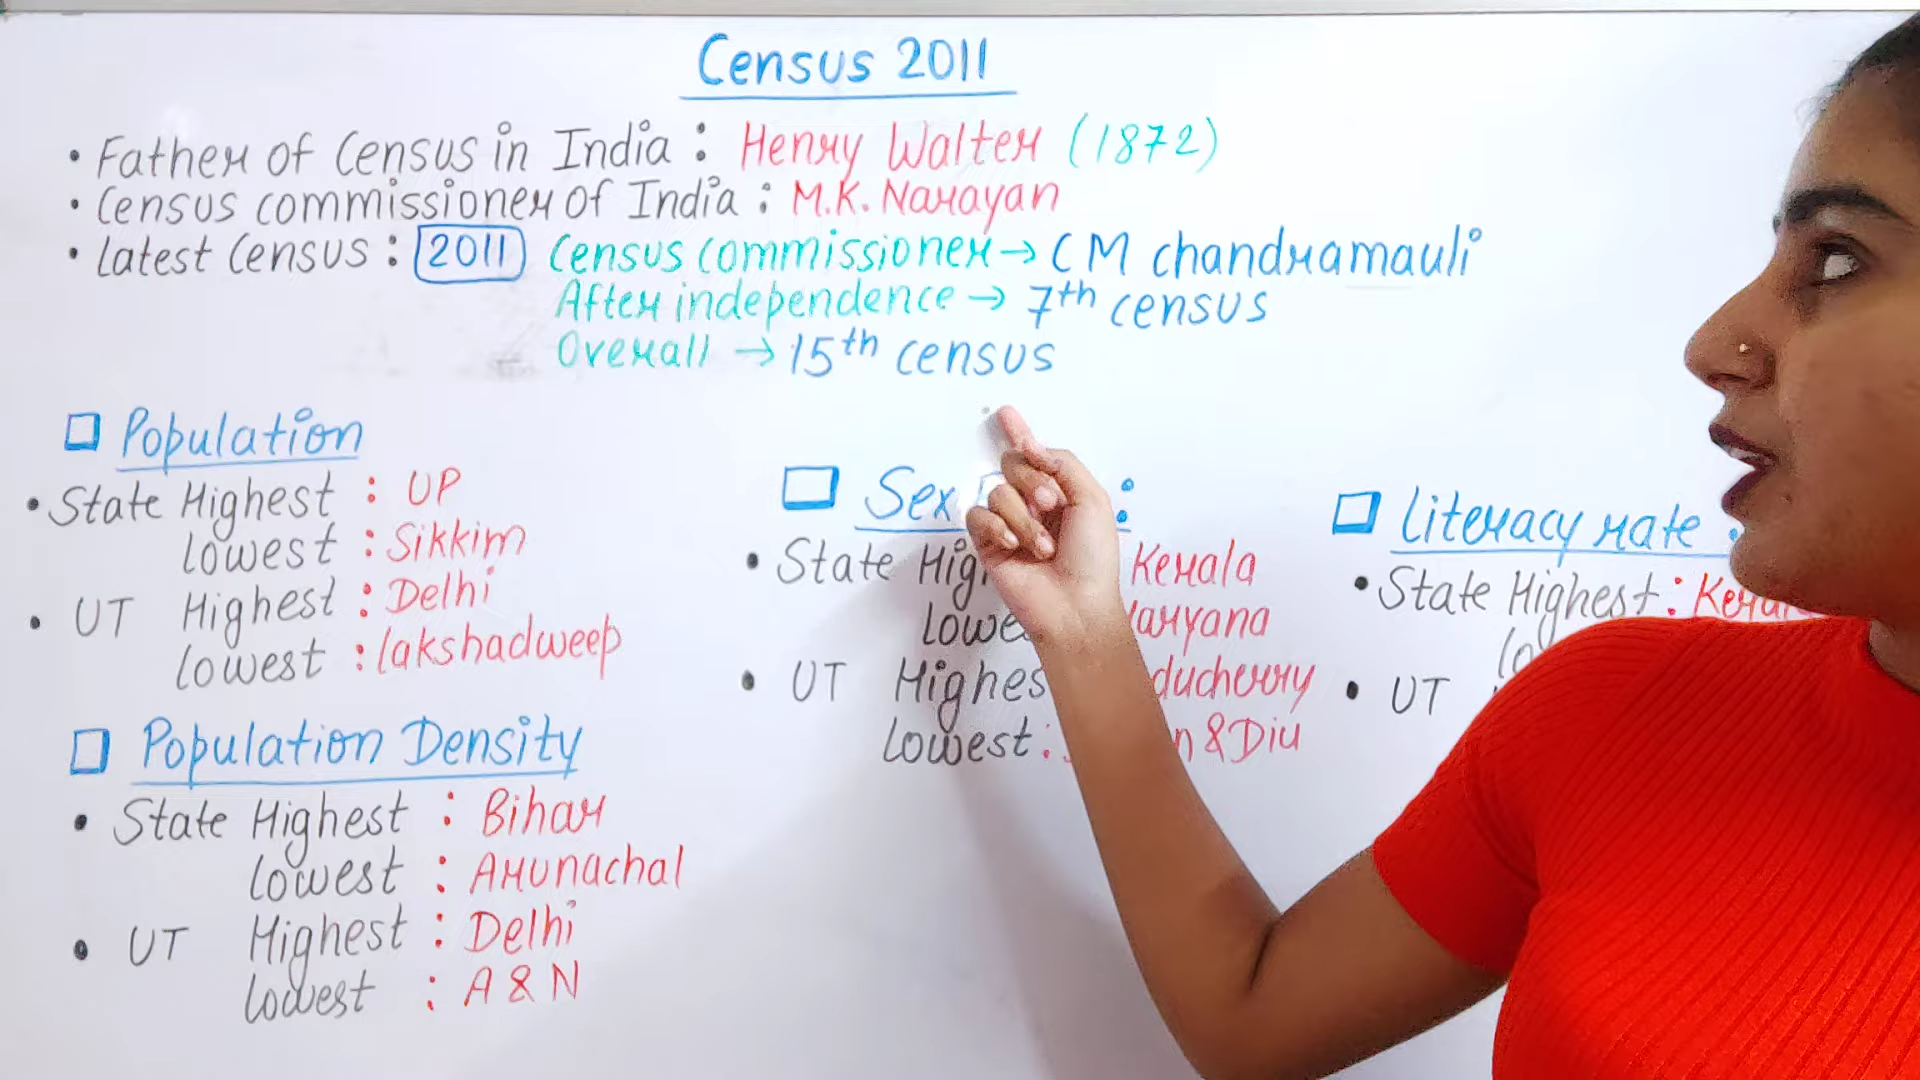 Census 2011
• Father of Census in India : Henry Walter (1872)
• Census commissioner of India : M.K. Narayan
• Latest Census : 2011 Census commissioner → CM chandramauli
After independence → 7th census
Overall → 15th census
□ Population
• State Highest : UP
lowest : Sikkim
• UT Highest : Delhi
lowest : lakshadweep
□ Population Density
• State Highest : Bihar
lowest : Arunachal
• UT Highest : Delhi
lowest : A & N
□ Sex :
• State Kerala
• UT
lowest : & Diu
□ literacy rate :
• State Highest :
• UT